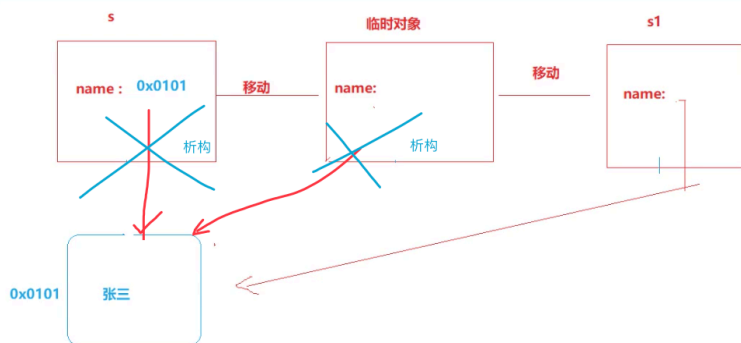 s
临时对象
s1
name : 0x0101
移动
name:
移动
name:
析构
析构
0x0101
张三